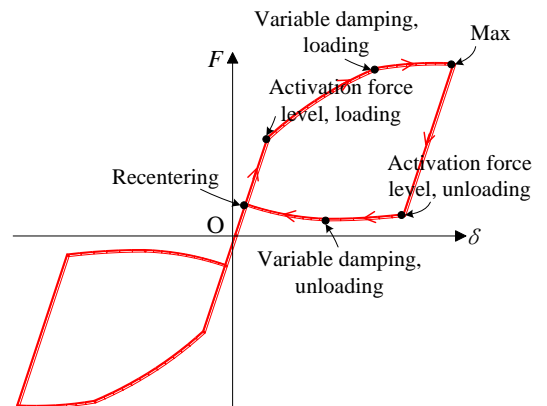 Variable damping,
loading
Max
F
Activation force
level, loading
Activation force
level, unloading
Recentering
O
δ
Variable damping,
unloading